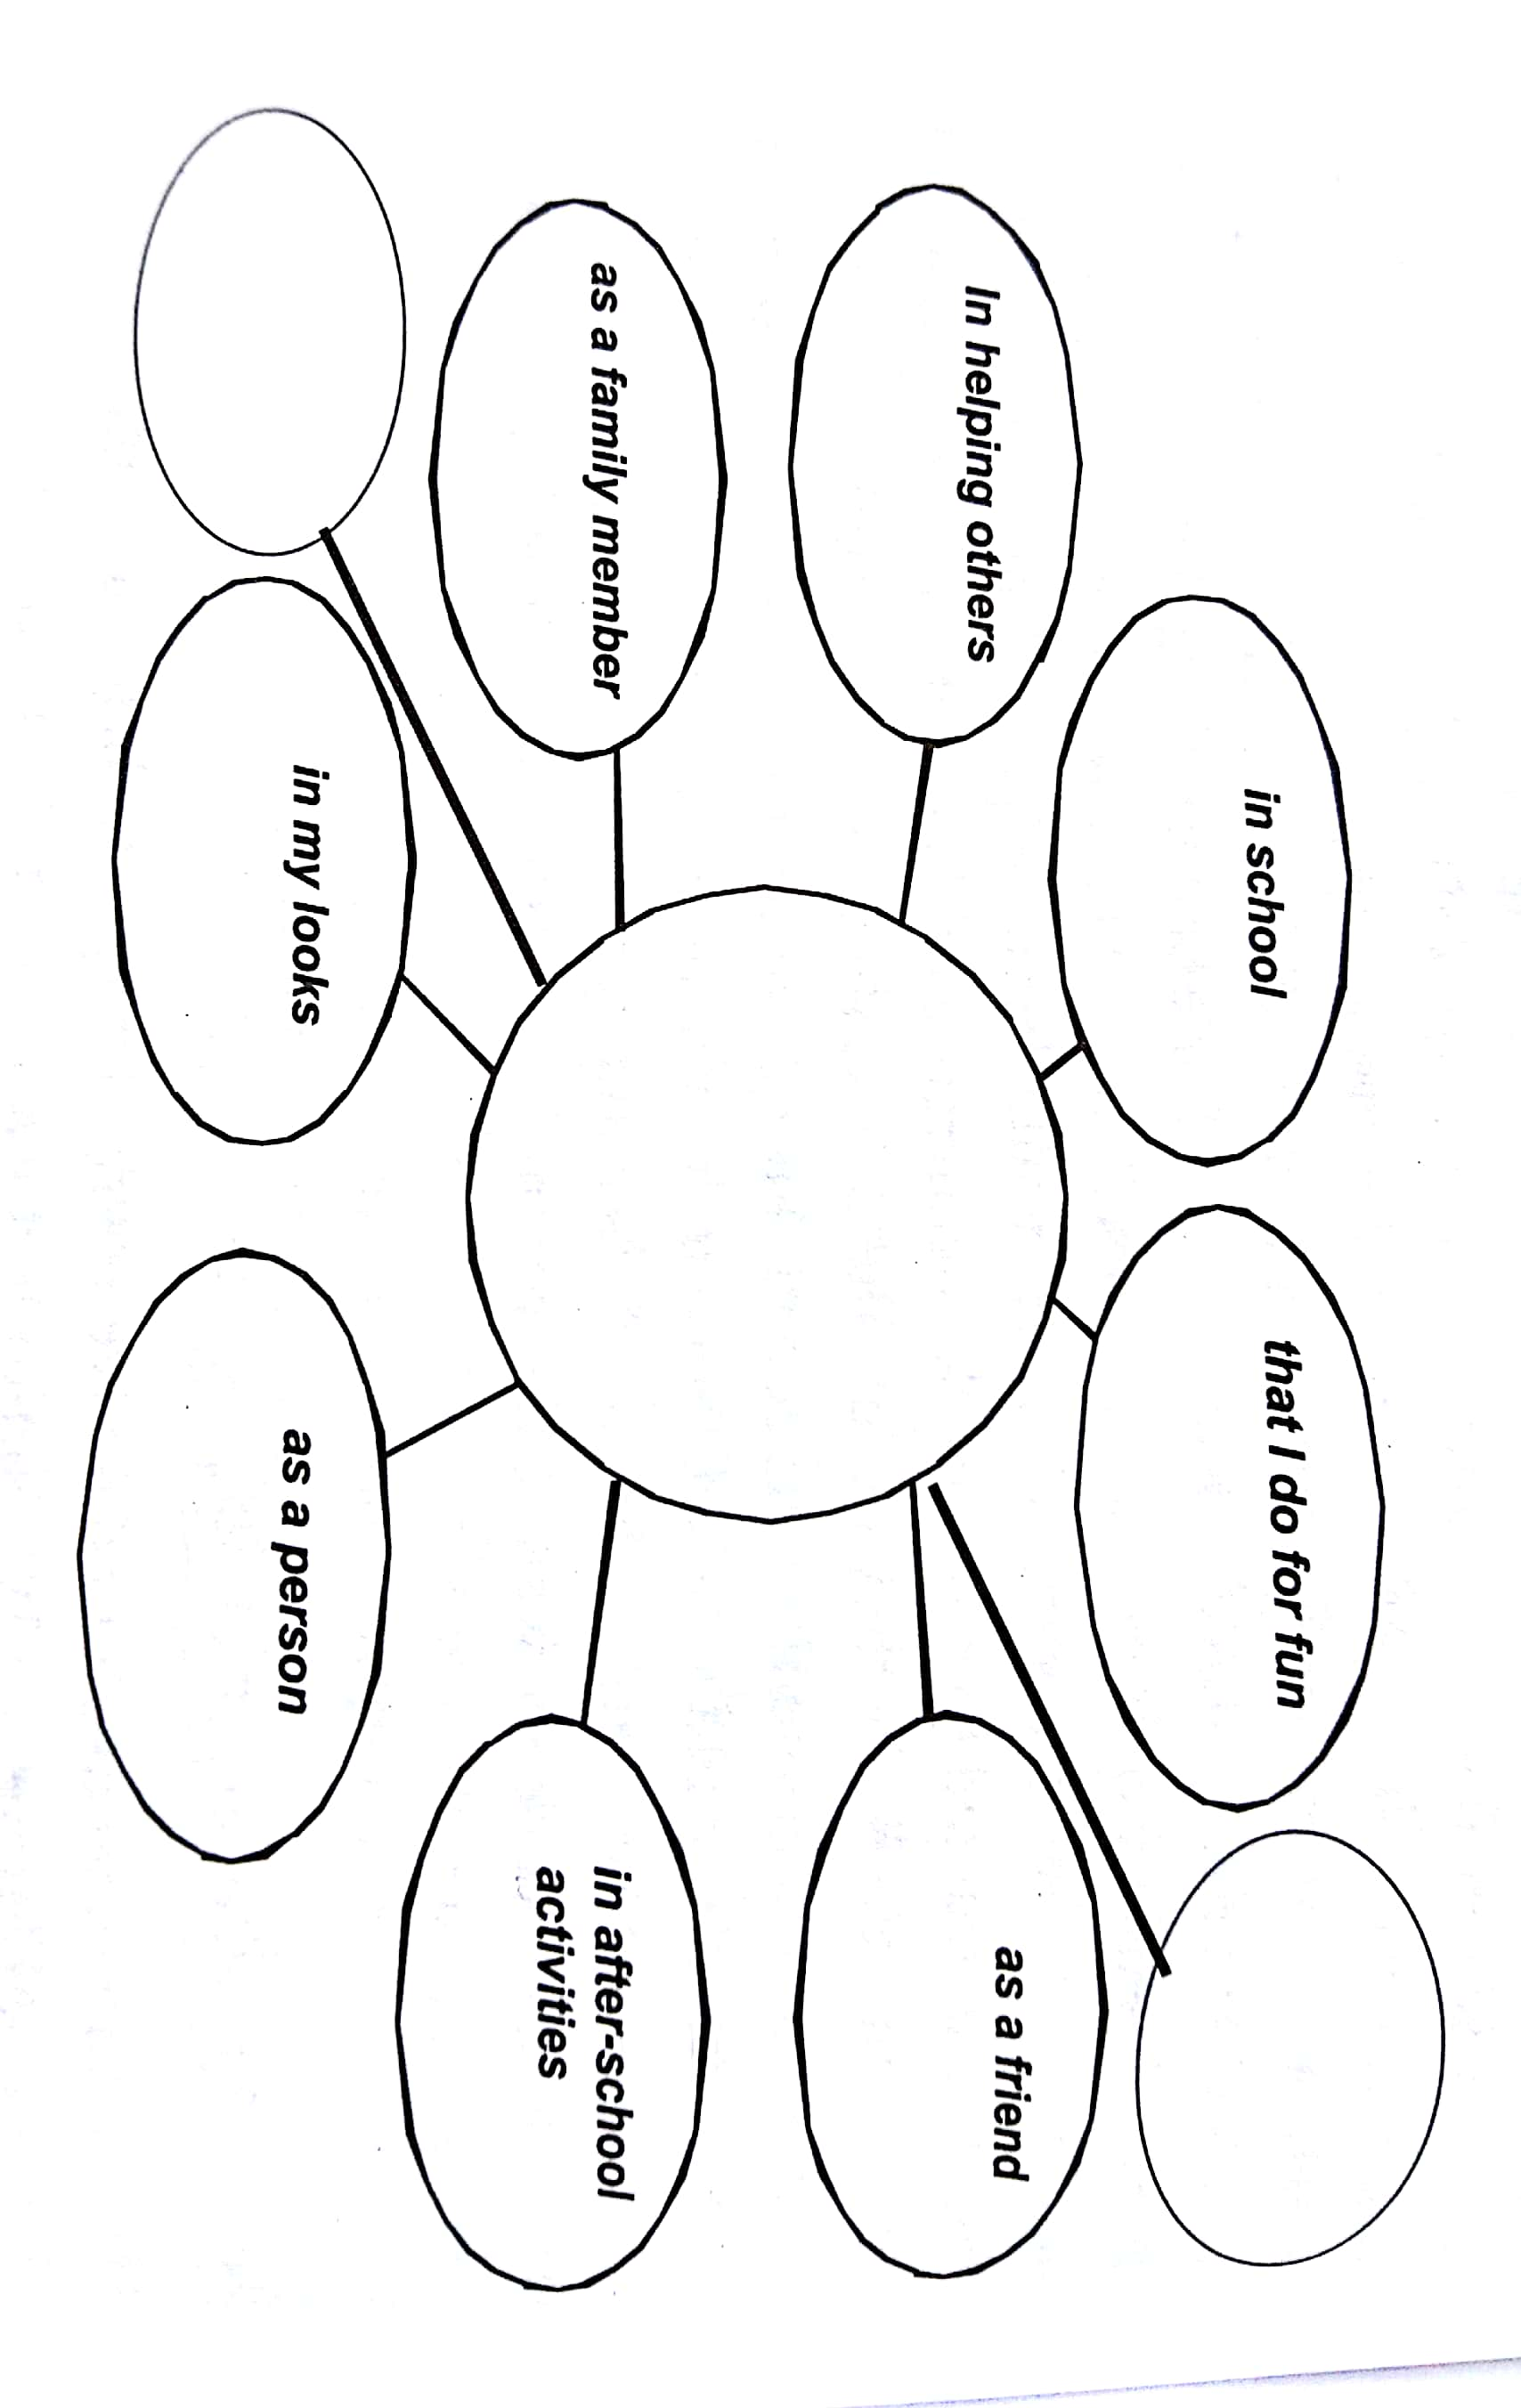 in school
that I do for fun
In helping others
as a friend
as a family member
in after-school
activities
in my looks
as a person